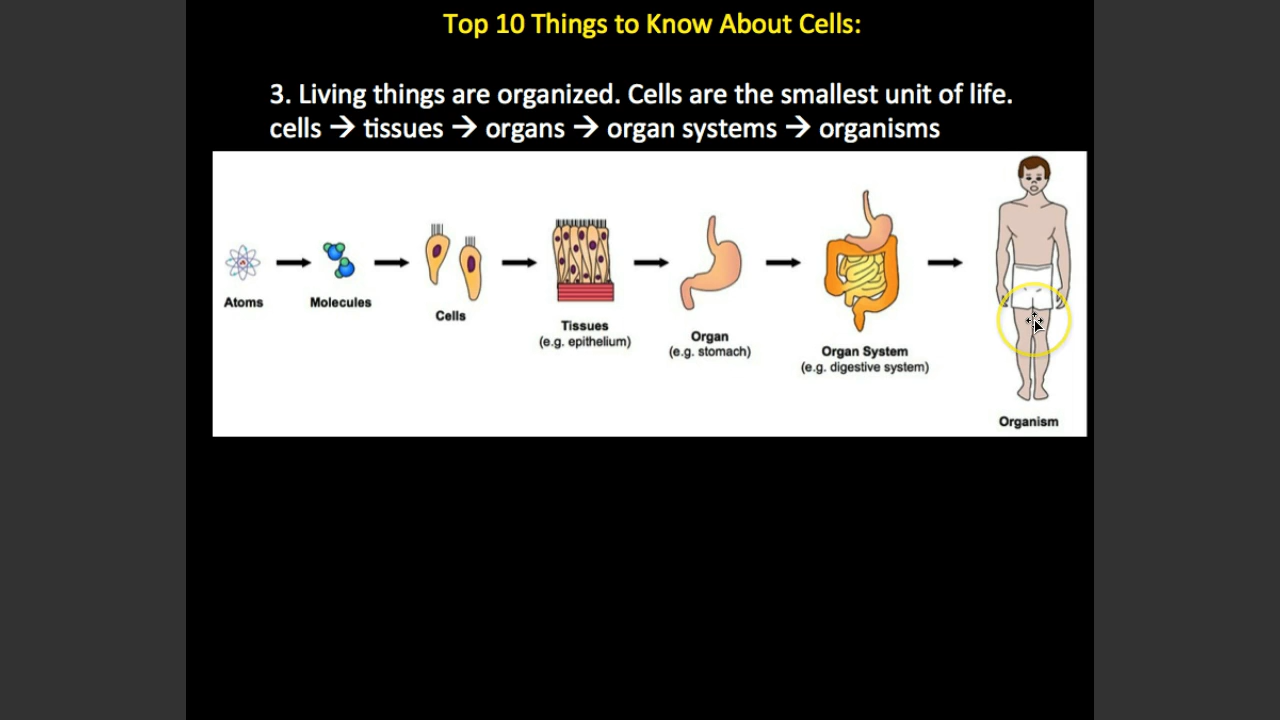 Top 10 Things to Know About Cells:
3. Living things are organized. Cells are the smallest unit of life.
cells → tissues → organs → organ systems → organisms
Atoms
Molecules
Cells
Tissues
(e.g. epithelium)
Organ
(e.g. stomach)
Organ System
(e.g. digestive system)
Organism